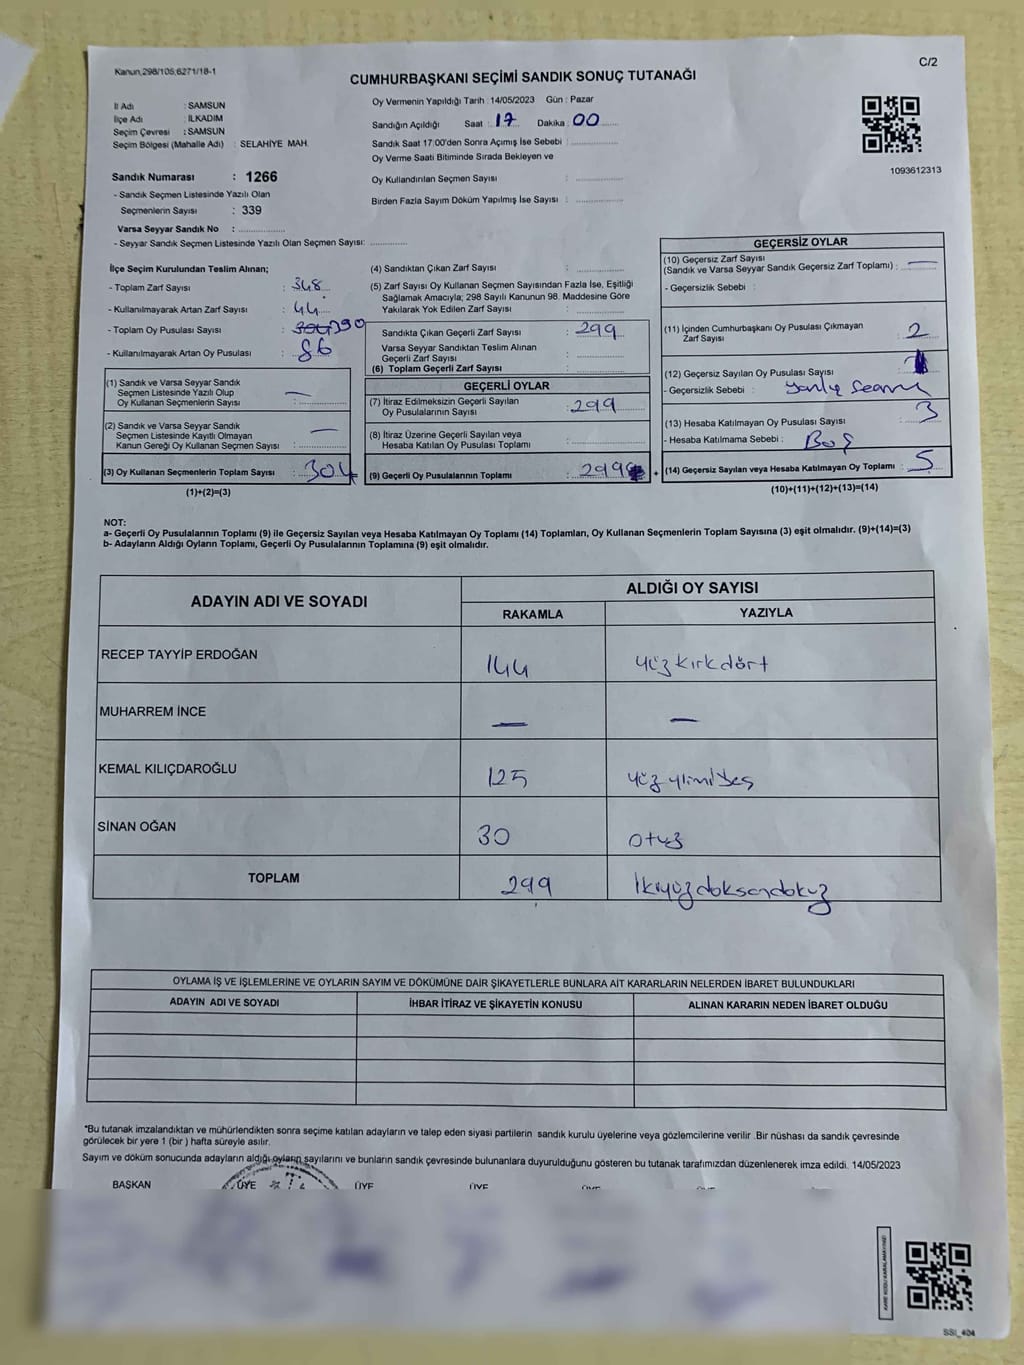 Kanun,298/105,6271/18-1
C/2
CUMHURBAŞKANI SEÇİMİ SANDIK SONUÇ TUTANAĞI
İl Adı : SAMSUN
İlçe Adı : İLKADIM
Seçim Çevresi : SAMSUN
Seçim Bölgesi (Mahalle Adı) : SELAHİYE MAH.
Oy Vermenin Yapıldığı Tarih : 14/05/2023 Gün : Pazar
Sandığın Açıldığı Saat : 17 Dakika : 00
Sandık Saat 17:00'den Sonra Açımış İse Sebebi :
Oy Verme Saati Bitiminde Sırada Bekleyen ve
Oy Kullandırılan Seçmen Sayısı :
Birden Fazla Sayım Döküm Yapılmış İse Sayısı :
1093612313
Sandık Numarası : 1266
- Sandık Seçmen Listesinde Yazılı Olan
Seçmenlerin Sayısı : 339
Varsa Seyyar Sandık No :
- Seyyar Sandık Seçmen Listesinde Yazılı Olan Seçmen Sayısı:
İlçe Seçim Kurulundan Teslim Alınan;
- Toplam Zarf Sayısı : 348
- Kullanılmayarak Artan Zarf Sayısı : 44
- Toplam Oy Pusulası Sayısı : 390
- Kullanılmayarak Artan Oy Pusulası : 86
(1) Sandık ve Varsa Seyyar Sandık
Seçmen Listesinde Yazılı Olup
Oy Kullanan Seçmenlerin Sayısı : —
(2) Sandık ve Varsa Seyyar Sandık
Seçmen Listesinde Kayıtlı Olmayan
Kanun Gereği Oy Kullanan Seçmen Sayısı : —
(3) Oy Kullanan Seçmenlerin Toplam Sayısı : 304
(1)+(2)=(3)
(4) Sandıktan Çıkan Zarf Sayısı :
(5) Zarf Sayısı Oy Kullanan Seçmen Sayısından Fazla İse, Eşitliği
Sağlamak Amacıyla; 298 Sayılı Kanunun 98. Maddesine Göre
Yakılarak Yok Edilen Zarf Sayısı :
Sandıkta Çıkan Geçerli Zarf Sayısı : 299
Varsa Seyyar Sandıktan Teslim Alınan
Geçerli Zarf Sayısı :
(6) Toplam Geçerli Zarf Sayısı :
GEÇERLİ OYLAR
(7) İtiraz Edilmeksizin Geçerli Sayılan
Oy Pusulalarının Sayısı : 299
(8) İtiraz Üzerine Geçerli Sayılan veya
Hesaba Katılan Oy Pusulası Toplamı :
(9) Geçerli Oy Pusulalarının Toplamı : 299
+
GEÇERSİZ OYLAR
(10) Geçersiz Zarf Sayısı
(Sandık ve Varsa Seyyar Sandık Geçersiz Zarf Toplamı) : —
- Geçersizlik Sebebi :
(11) İçinden Cumhurbaşkanı Oy Pusulası Çıkmayan
Zarf Sayısı : 2
(12) Geçersiz Sayılan Oy Pusulası Sayısı :
- Geçersizlik Sebebi :
(13) Hesaba Katılmayan Oy Pusulası Sayısı : 3
- Hesaba Katılmama Sebebi : Boş
(14) Geçersiz Sayılan veya Hesaba Katılmayan Oy Toplamı : 5
(10)+(11)+(12)+(13)=(14)
NOT:
a- Geçerli Oy Pusulalarının Toplamı (9) ile Geçersiz Sayılan veya Hesaba Katılmayan Oy Toplamı (14) Toplamları, Oy Kullanan Seçmenlerin Toplam Sayısına (3) eşit olmalıdır. (9)+(14)=(3)
b- Adayların Aldığı Oyların Toplamı, Geçerli Oy Pusulalarının Toplamına (9) eşit olmalıdır.
ADAYIN ADI VE SOYADI
ALDIĞI OY SAYISI
RAKAMLA YAZIYLA
RECEP TAYYİP ERDOĞAN 144 yüzkırkdört
MUHARREM İNCE — —
KEMAL KILIÇDAROĞLU 125 yüz yirmibeş
SİNAN OĞAN 30 otuz
TOPLAM 299 İkiyüzdoksandokuz
OYLAMA İŞ VE İŞLEMLERİNE VE OYLARIN SAYIM VE DÖKÜMÜNE DAİR ŞİKAYETLERLE BUNLARA AİT KARARLARIN NELERDEN İBARET BULUNDUKLARI
ADAYIN ADI VE SOYADI İHBAR İTİRAZ VE ŞİKAYETİN KONUSU ALINAN KARARIN NEDEN İBARET OLDUĞU
*Bu tutanak imzalandıktan ve mühürlendikten sonra seçime katılan adayların ve talep eden siyasi partilerin sandık kurulu üyelerine veya gözlemcilerine verilir .Bir nüshası da sandık çevresinde
görülecek bir yere 1 (bir ) hafta süreyle asılır.
Sayım ve döküm sonucunda adayların aldığı oyların sayılarını ve bunların sandık çevresinde bulunanlara duyurulduğunu gösteren bu tutanak tarafımızdan düzenlenerek imza edildi. 14/05/2023
BAŞKAN ÜYE ÜYE ÜYE
SSI_404